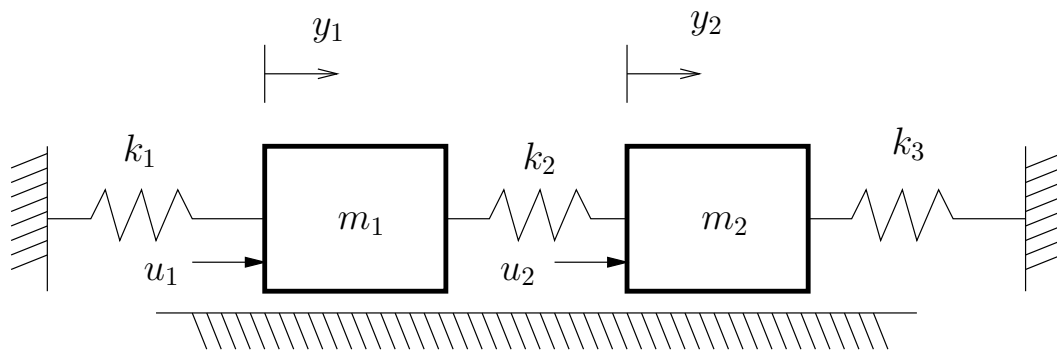 y₁
y₂
k₁
k₂
k₃
m₁
m₂
u₁
u₂